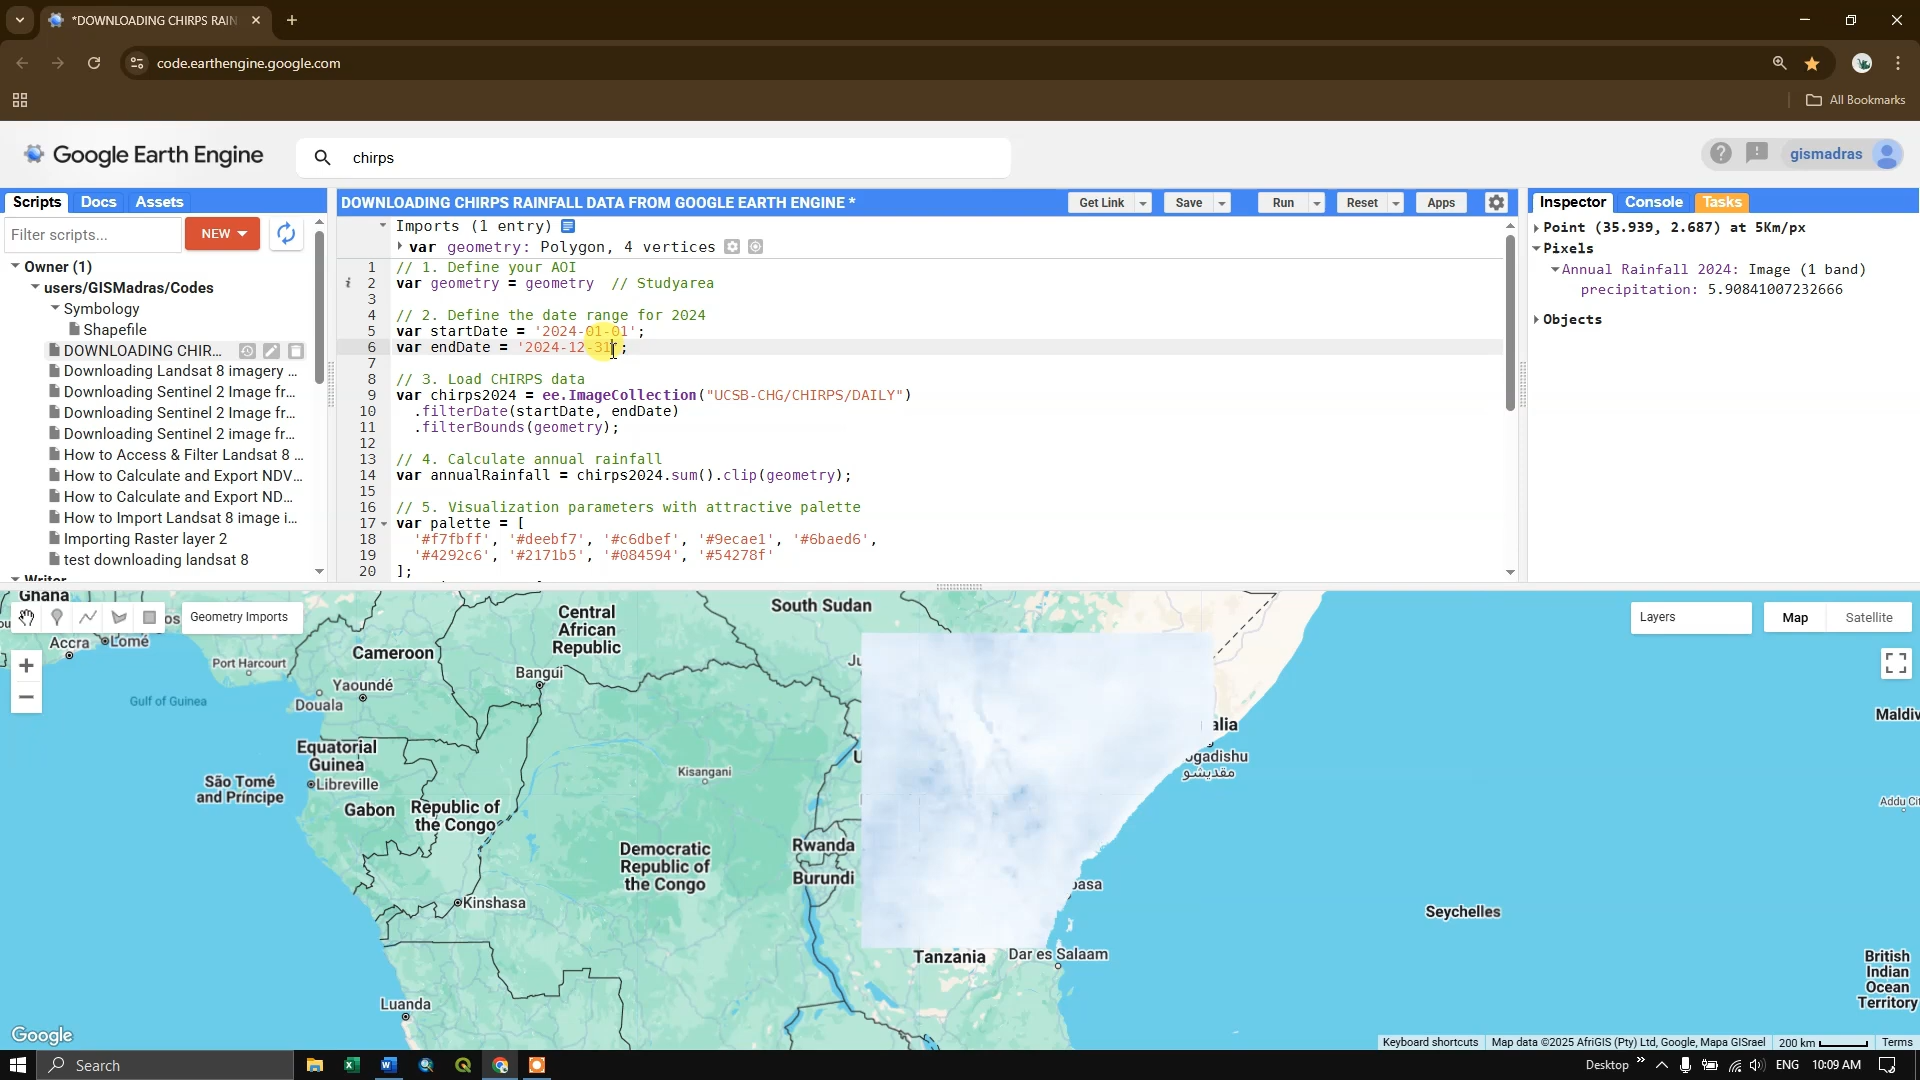 *DOWNLOADING CHIRPS RAIN
code.earthengine.google.com
All Bookmarks
Google Earth Engine
chirps
gismadras
Scripts
Docs
Assets
DOWNLOADING CHIRPS RAINFALL DATA FROM GOOGLE EARTH ENGINE *
Get Link
Save
Run
Reset
Apps
Inspector
Console
Tasks
Filter scripts...
NEW
Owner (1)
users/GISMadras/Codes
Symbology
Shapefile
DOWNLOADING CHIR...
Downloading Landsat 8 imagery ...
Downloading Sentinel 2 Image fr...
Downloading Sentinel 2 Image fr...
Downloading Sentinel 2 image fr...
How to Access & Filter Landsat 8 ...
How to Calculate and Export NDV...
How to Calculate and Export ND...
How to Import Landsat 8 image i...
Importing Raster layer 2
test downloading landsat 8
Writer
Imports (1 entry)
var geometry: Polygon, 4 vertices
1 // 1. Define your AOI
i 2 var geometry = geometry // Studyarea
3
4 // 2. Define the date range for 2024
5 var startDate = '2024-01-01';
6 var endDate = '2024-12-31';
7
8 // 3. Load CHIRPS data
9 var chirps2024 = ee.ImageCollection("UCSB-CHG/CHIRPS/DAILY")
10 .filterDate(startDate, endDate)
11 .filterBounds(geometry);
12
13 // 4. Calculate annual rainfall
14 var annualRainfall = chirps2024.sum().clip(geometry);
15
16 // 5. Visualization parameters with attractive palette
17 var palette = [
18 '#f7fbff', '#deebf7', '#c6dbef', '#9ecae1', '#6baed6',
19 '#4292c6', '#2171b5', '#084594', '#54278f'
20 ];
Point (35.939, 2.687) at 5Km/px
Pixels
Annual Rainfall 2024: Image (1 band)
precipitation: 5.90841007232666
Objects
Ghana
Geometry Imports
Layers
Map
Satellite
Accra
Lomé
Port Harcourt
Cameroon
Central
African
Republic
South Sudan
Bangui
Yaoundé
Douala
Gulf of Guinea
Equatorial
Guinea
Libreville
São Tomé
and Príncipe
Gabon
Republic of
the Congo
Kisangani
Democratic
Republic of
the Congo
Rwanda
Burundi
Kinshasa
Luanda
Tanzania
Dar es Salaam
alia
ogadishu
مقديشو
basa
Seychelles
Maldiv
Addu Cit
British
Indian
Ocean
Territory
Google
Keyboard shortcuts
Map data ©2025 AfriGIS (Pty) Ltd, Google, Mapa GISrael
200 km
Terms
Search
Desktop
ENG
10:09 AM